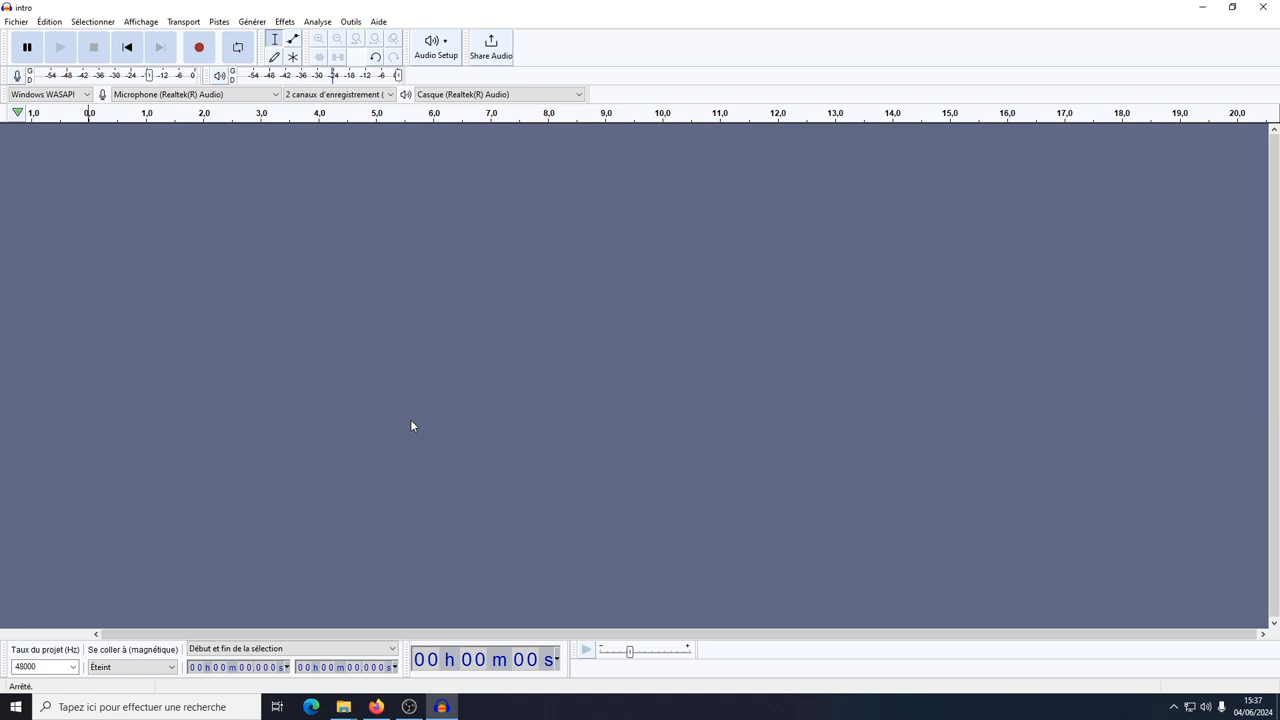 intro
Fichier Édition Sélectionner Affichage Transport Pistes Générer Effets Analyse Outils Aide
Audio Setup Share Audio
G D -54 -48 -42 -36 -30 -24 -18 -12 -6 0 G D -54 -48 -42 -36 -30 -24 -18 -12 -6
Windows WASAPI Microphone (Realtek(R) Audio) 2 canaux d'enregistrement ( Casque (Realtek(R) Audio)
1,0 0,0 1,0 2,0 3,0 4,0 5,0 6,0 7,0 8,0 9,0 10,0 11,0 12,0 13,0 14,0 15,0 16,0 17,0 18,0 19,0 20,0
Taux du projet (Hz) Se coller à (magnétique) Début et fin de la sélection
48000 Éteint 00 h 00 m 00.000 s 00 h 00 m 00.000 s 00 h 00 m 00 s
Arrêté.
Tapez ici pour effectuer une recherche 15:37
04/06/2024